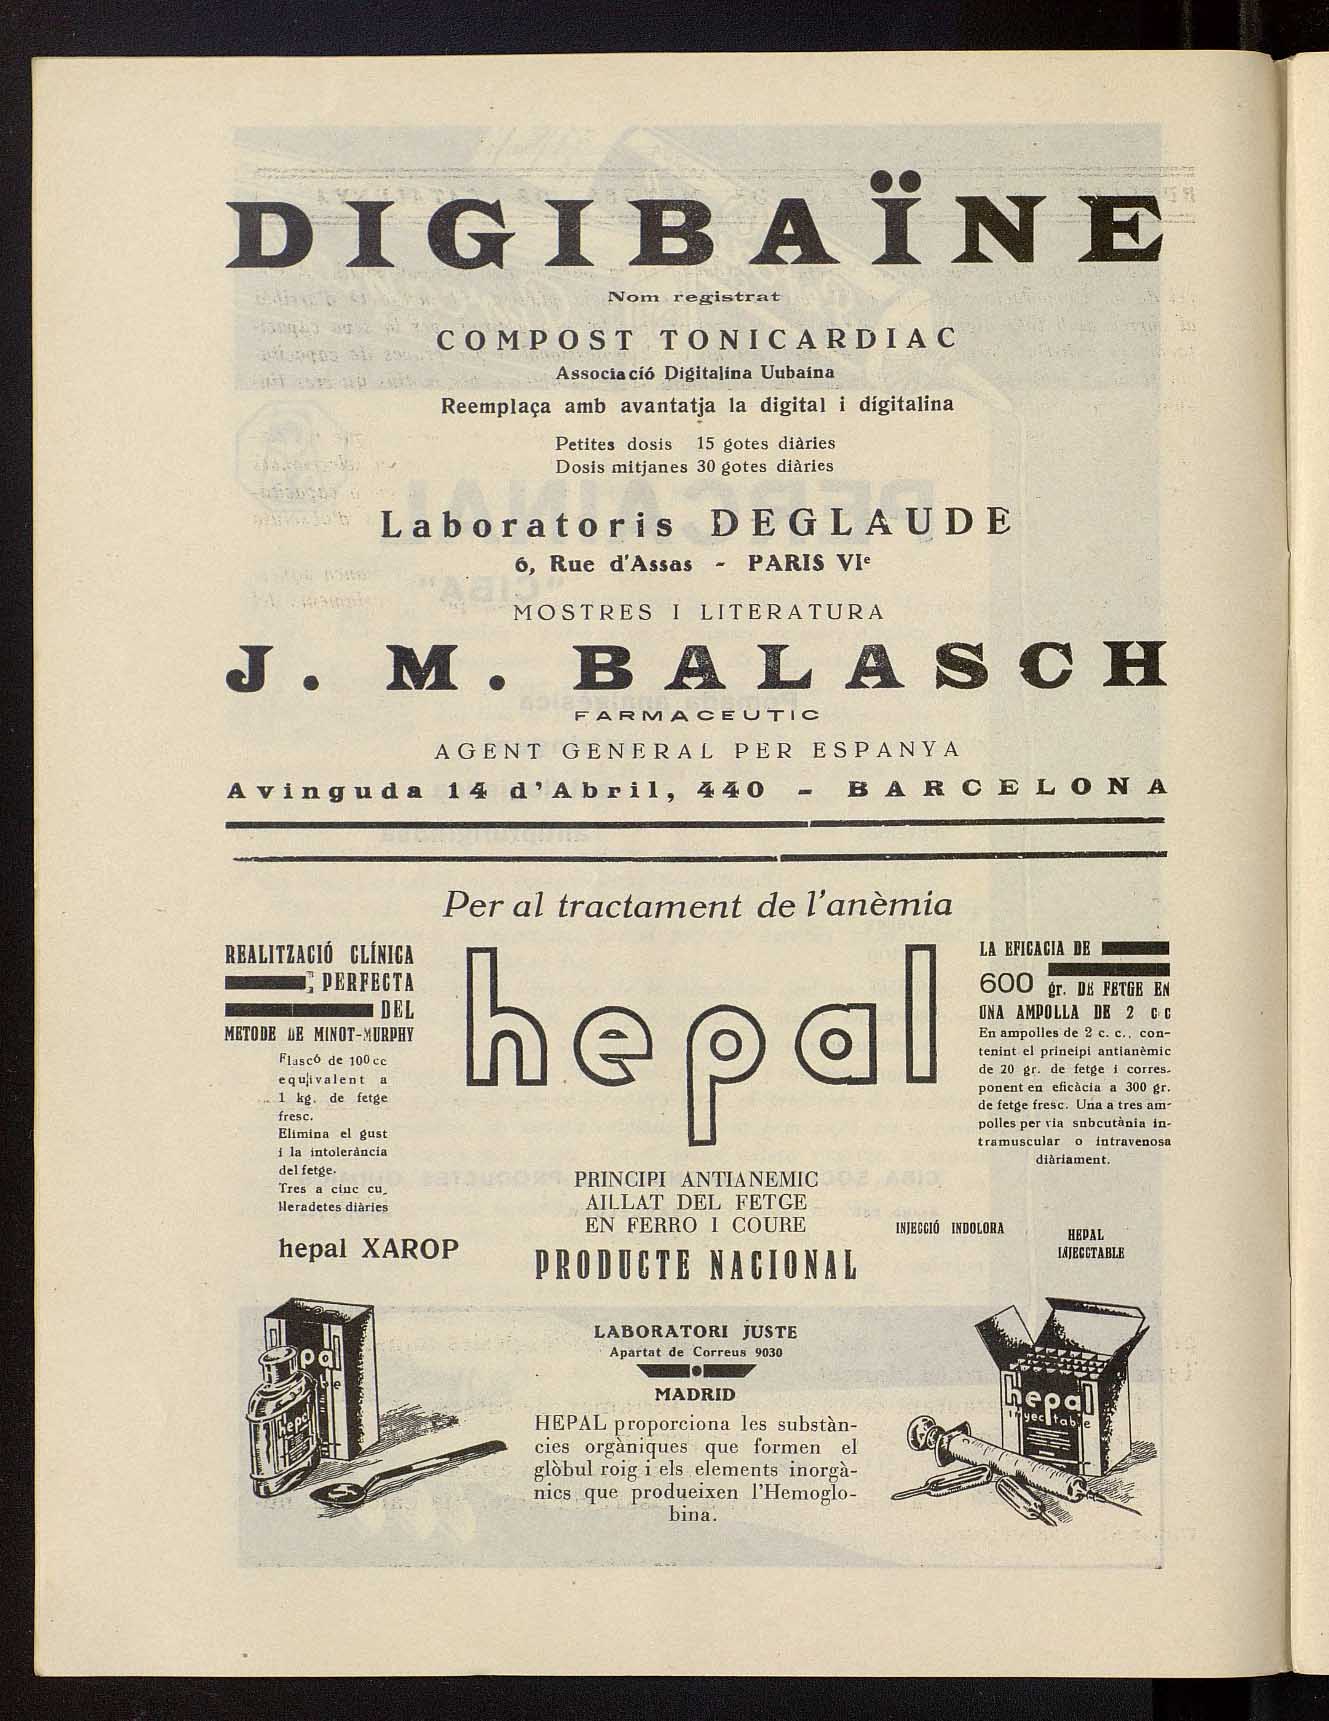 DIGIBAÏNE
Nom registrat
COMPOST TONICARDIAC
Associació Digitalina Uubaina
Reemplaça amb avantatja la digital i digitalina
Petites dosis 15 gotes diàries
Dosis mitjanes 30 gotes diàries
Laboratoris DEGLAUDE
6, Rue d'Assas - PARIS VIe
MOSTRES I LITERATURA
J. M. BALASCH
FARMACEUTIC
AGENT GENERAL PER ESPANYA
Avinguda 14 d'Abril, 440 - BARCELONA
Per al tractament de l'anèmia
REALITZACIÓ CLÍNICA
PERFECTA
DEL
METODE DE MINOT-MURPHY
Flascó de 100 cc
equivalent a
1 kg. de fetge
fresc.
Elimina el gust
i la intolerància
del fetge.
Tres a cinc cu-
lleradetes diàries
hepal XAROP
hepal
PRINCIPI ANTIANEMIC
AILLAT DEL FETGE
EN FERRO I COURE
PRODUCTE NACIONAL
LA EFICACIA DE
600 gr. DE FETGE EN
UNA AMPOLLA DE 2 cc
En ampolles de 2 c. c., con-
tenint el principi antianèmic
de 20 gr. de fetge i corres-
ponent en eficàcia a 300 gr.
de fetge fresc. Una a tres am-
polles per via snbcutània in-
tramuscular o intravenosa
diàriament.
INJECCIÓ INDOLORA
HEPAL
INJECCTABLE
LABORATORI JUSTE
Apartat de Correus 9030
MADRID
HEPAL proporciona les substàn-
cies orgàniques que formen el
glòbul roig i els elements inorgà-
nics que produeixen l'Hemoglo-
bina.
hepal
hepal
inyectable